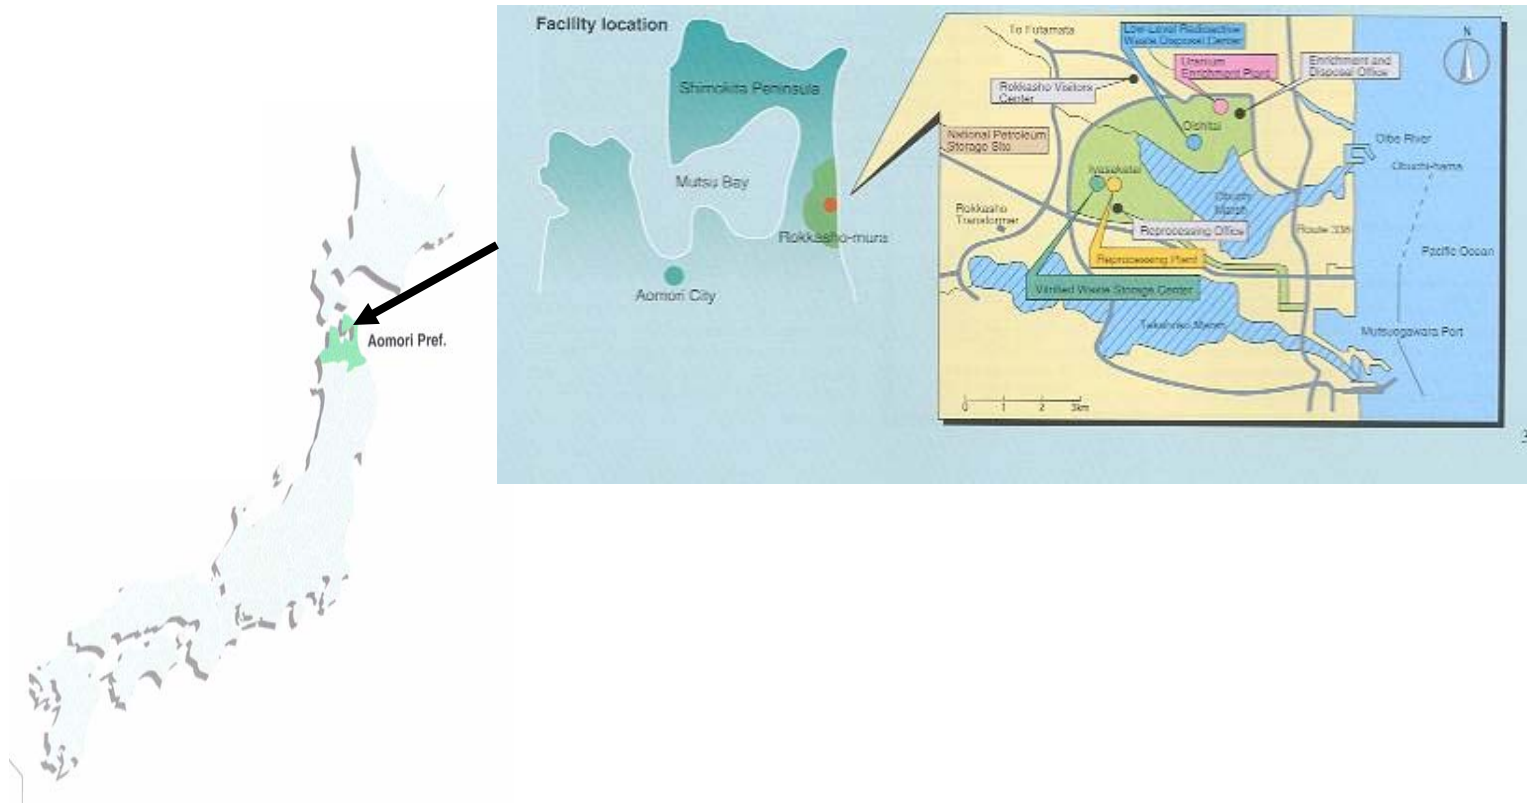 Facility location
Shimokita Peninsula
Mutsu Bay
Rokkasho-mura
Aomori City
Aomori Pref.
To Futamata
Low-Level Radioactive
Waste Disposal Center
Uranium
Enrichment Plant
Enrichment and
Disposal Office
N
Rokkasho Visitors
Center
National Petroleum
Storage Site
Oishitai
Iyasakatai
Obuchi
Marsh
Rokkasho
Transformer
Reprocessing Office
Reprocessing Plant
Vitrified Waste Storage Center
Route 338
Obuchi-hama
Pacific Ocean
Mutsuogawara Port
Marsh
River
0 1 2 3km